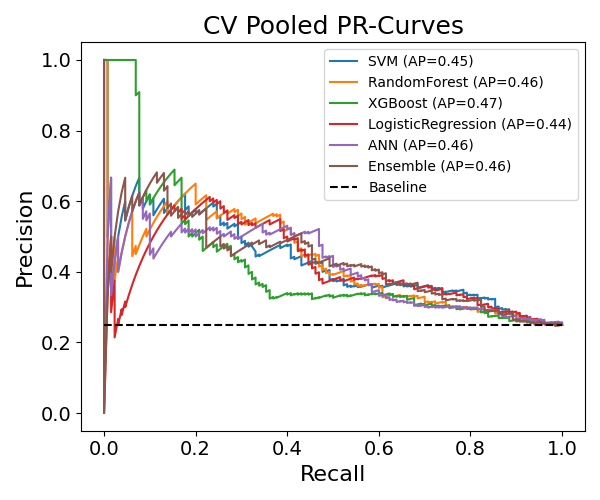 CV Pooled PR-Curves
SVM (AP=0.45)
RandomForest (AP=0.46)
XGBoost (AP=0.47)
LogisticRegression (AP=0.44)
ANN (AP=0.46)
Ensemble (AP=0.46)
Baseline
Precision
1.0
0.8
0.6
0.4
0.2
0.0
0.0 0.2 0.4 0.6 0.8 1.0
Recall